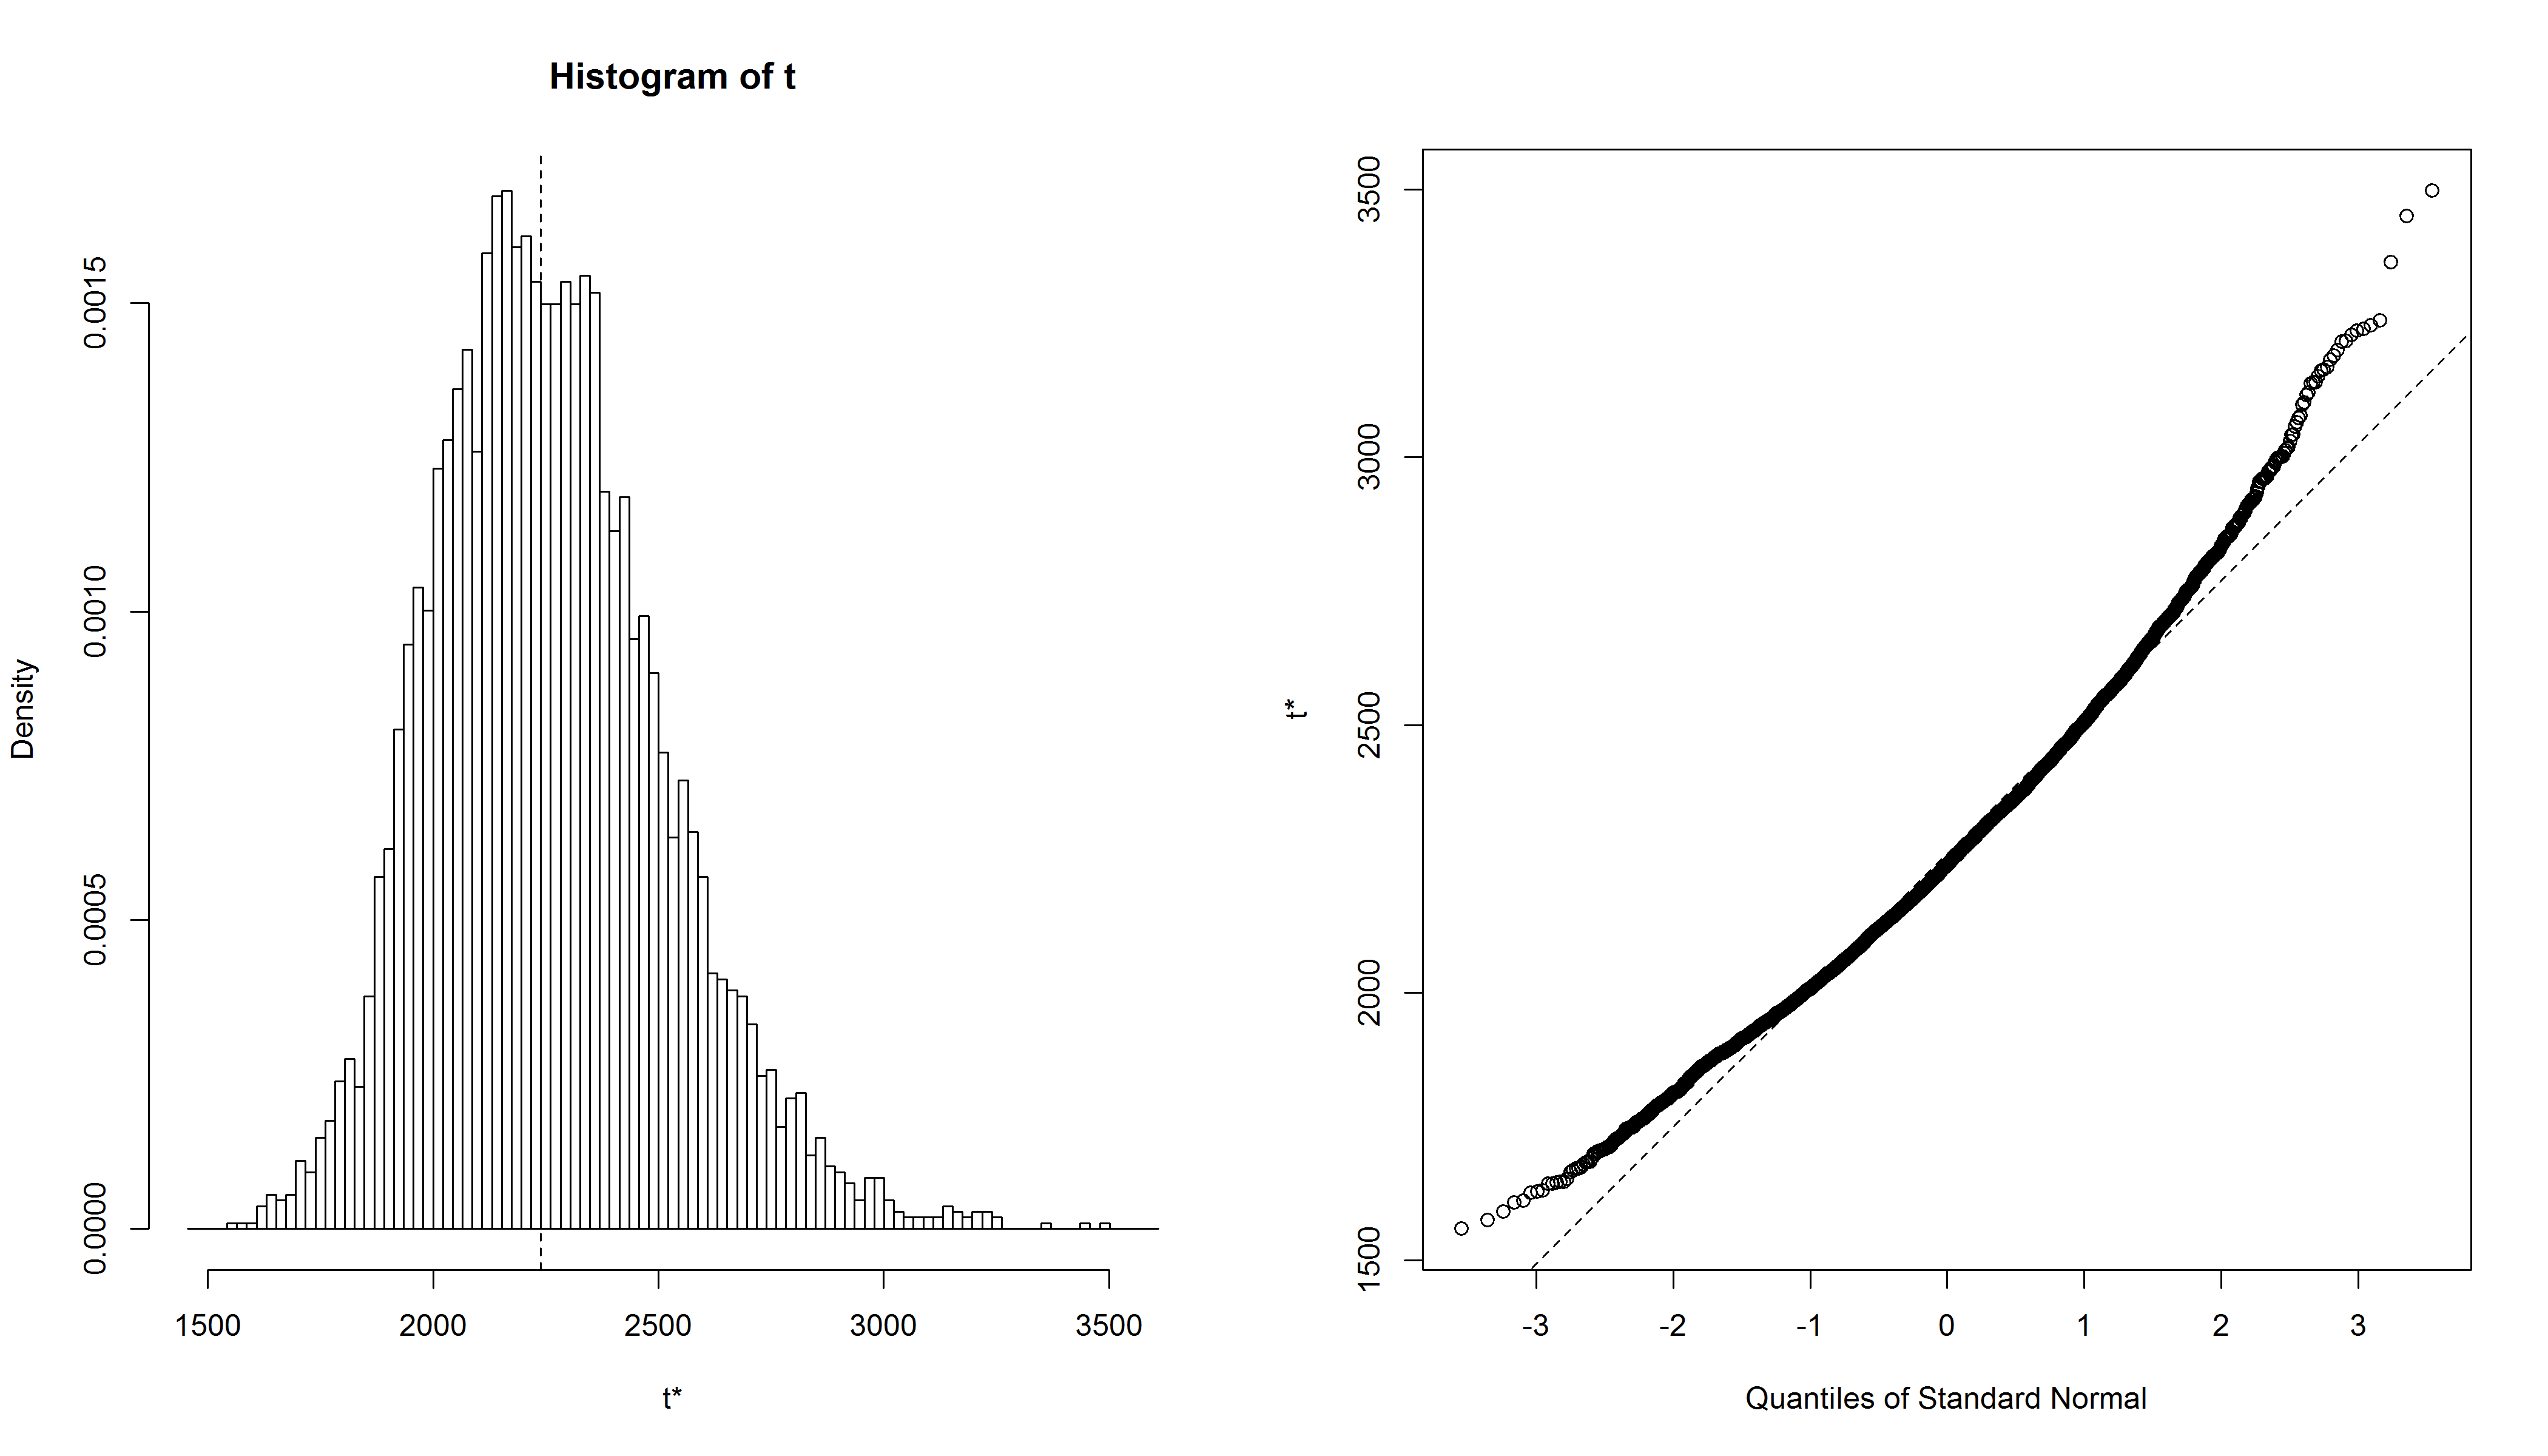 Histogram of t
Density
0.0000 0.0005 0.0010 0.0015
1500 2000 2500 3000 3500
t*
t*
1500 2000 2500 3000 3500
-3 -2 -1 0 1 2 3
Quantiles of Standard Normal